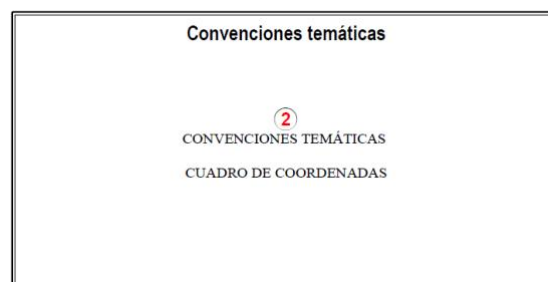 Convenciones temáticas
2
CONVENCIONES TEMÁTICAS
CUADRO DE COORDENADAS